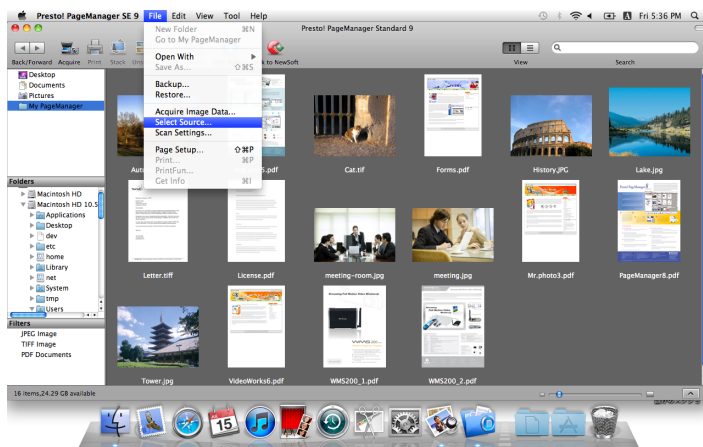 Presto! PageManager SE 9 File Edit View Tool Help Fri 5:36 PM
Presto! PageManager Standard 9
Back/Forward Acquire Print Stack to NewSoft View Search
New Folder ⌘N
Go to My PageManager
Open With
Save As... ⇧⌘S
Backup...
Restore...
Acquire Image Data...
Select Source...
Scan Settings...
Page Setup... ⇧⌘P
Print... ⌘P
PrintFun...
Get Info ⌘I
Desktop
Documents
Pictures
My PageManager
Folders
Macintosh HD
Macintosh HD 10.5
Applications
Desktop
dev
etc
home
Library
net
System
tmp
Users
Filters
JPEG Image
TIFF Image
PDF Documents
Cat.tif Forms.pdf History.JPG Lake.jpg
Letter.tiff License.pdf meeting-room.jpg meeting.jpg Mr.photo3.pdf PageManager8.pdf
Tower.jpg VideoWorks6.pdf WMS200_1.pdf WMS200_2.pdf
16 items,24.29 GB available
15